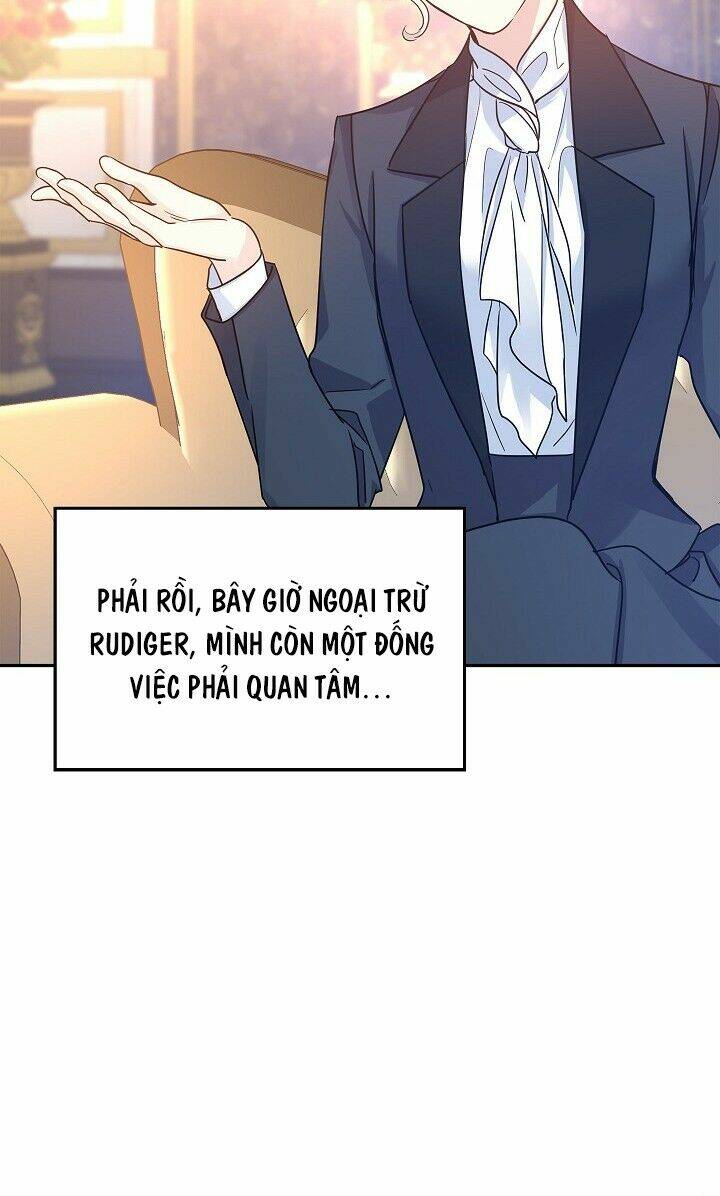 PHẢI RỒI, BÂY GIỜ NGOẠI TRỪ
RUDIGER, MÌNH CÒN MỘT ĐỐNG
VIỆC PHẢI QUAN TÂM...